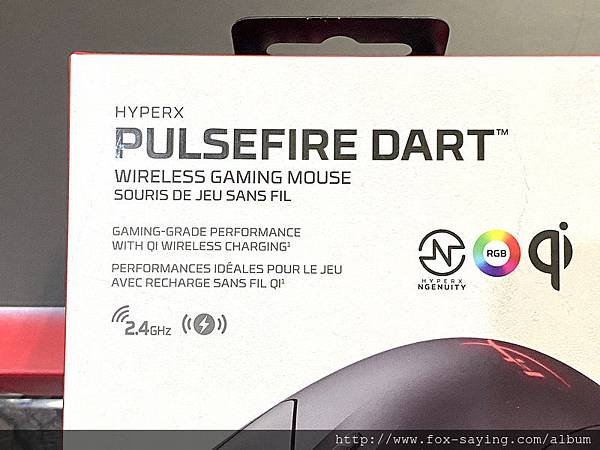 HYPERX
PULSEFIRE DART™
WIRELESS GAMING MOUSE
SOURIS DE JEU SANS FIL
GAMING-GRADE PERFORMANCE
WITH QI WIRELESS CHARGING¹
PERFORMANCES IDÉALES POUR LE JEU
AVEC RECHARGE SANS FIL QI¹
2.4GHz
HYPERX
NGENUITY
RGB
qi
http://www.fox-saying.com/album